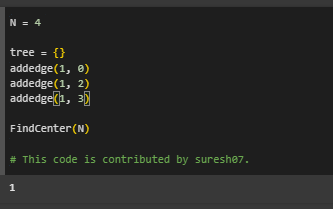 N = 4
tree = {}
addedge(1, 0)
addedge(1, 2)
addedge(1, 3)
FindCenter(N)
# This code is contributed by suresh07.
1